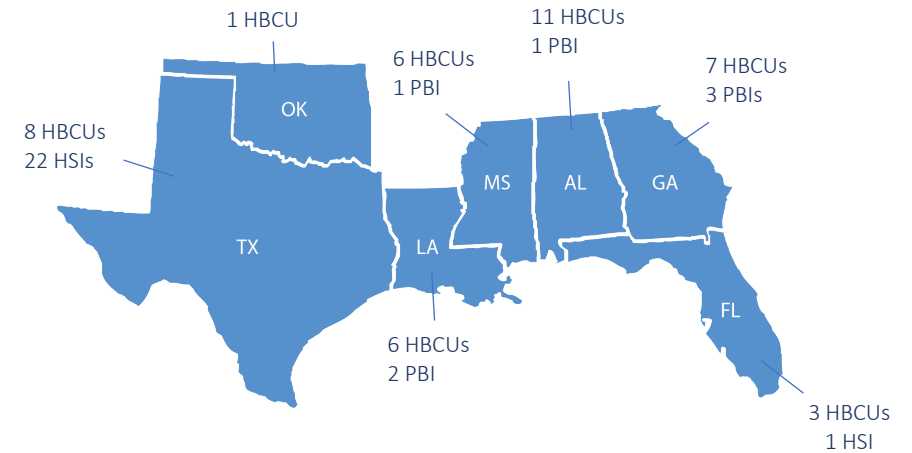 1 HBCU
11 HBCUs
1 PBI
6 HBCUs
1 PBI
7 HBCUs
3 PBIs
8 HBCUs
22 HSIs
OK
MS
AL
GA
TX
LA
FL
6 HBCUs
2 PBI
3 HBCUs
1 HSI